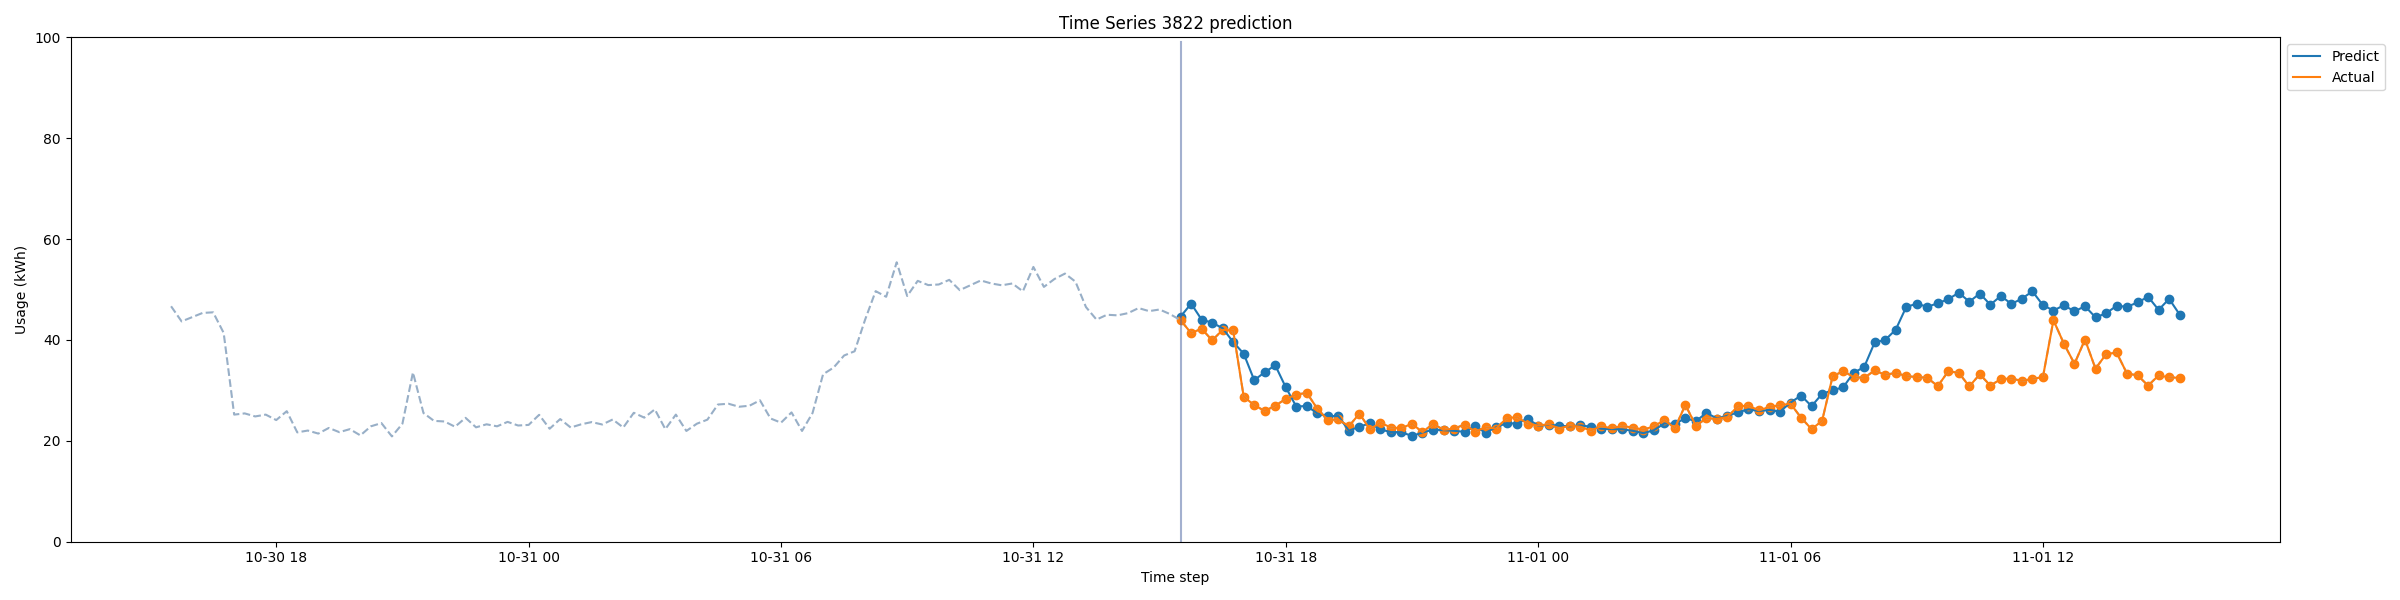 Time Series 3822 prediction
Usage (kWh)
100
80
60
40
20
0
10-30 18
10-31 00
10-31 06
10-31 12
10-31 18
11-01 00
11-01 06
11-01 12
Time step
Predict
Actual